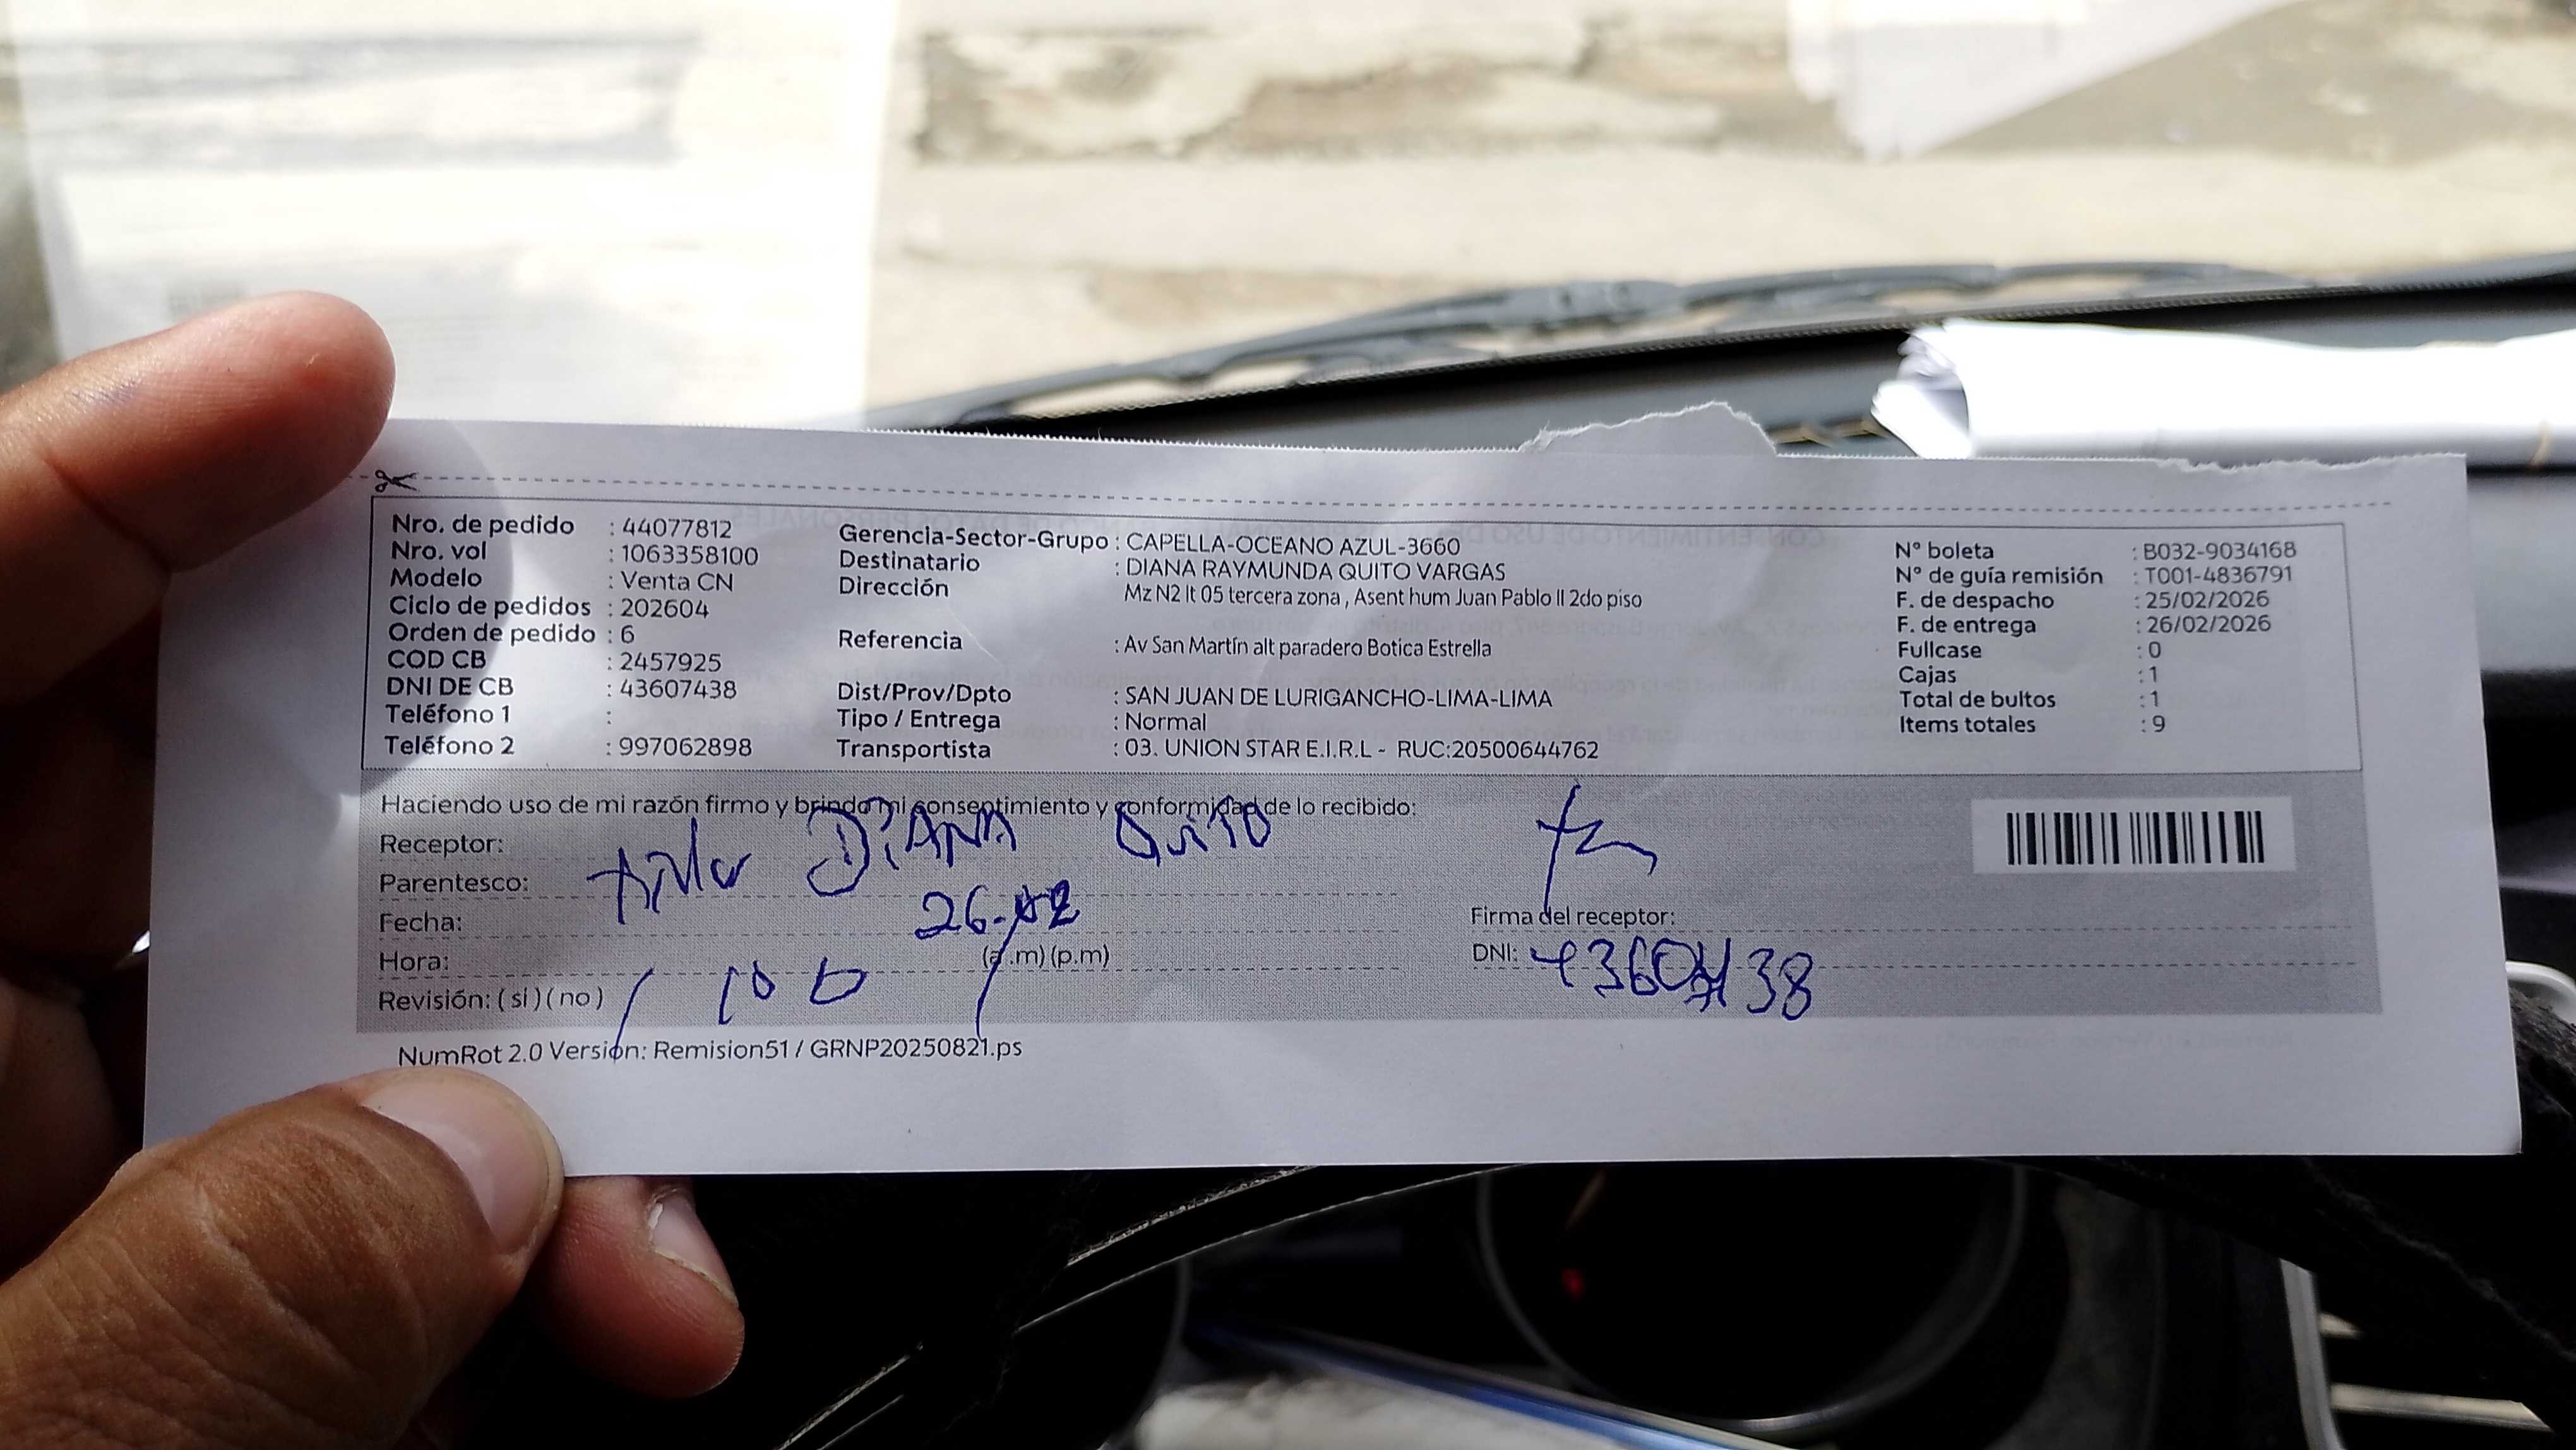 Nro. de pedido : 44077812
Nro. vol : 1063358100
Modelo : Venta CN
Ciclo de pedidos : 202604
Orden de pedido : 6
COD CB : 2457925
DNI DE CB : 43607438
Teléfono 1 :
Teléfono 2 : 997062898
Gerencia-Sector-Grupo : CAPELLA-OCEANO AZUL-3660
Destinatario : DIANA RAYMUNDA QUITO VARGAS
Dirección Mz N2 lt 05 tercera zona , Asent hum Juan Pablo II 2do piso
Referencia : Av San Martín alt paradero Botica Estrella
Dist/Prov/Dpto : SAN JUAN DE LURIGANCHO-LIMA-LIMA
Tipo / Entrega : Normal
Transportista : 03. UNION STAR E.I.R.L - RUC:20500644762
N° boleta : B032-9034168
N° de guía remisión : T001-4836791
F. de despacho : 25/02/2026
F. de entrega : 26/02/2026
Fullcase : 0
Cajas : 1
Total de bultos : 1
Items totales : 9
Haciendo uso de mi razón firmo y brindo mi consentimiento y conformidad de lo recibido:
Receptor: DiANA QuiTO
Parentesco:
Fecha: 26-02
Hora: (a.m) (p.m)
Revisión: ( si ) ( no )
Firma del receptor:
DNI: 43607438
NumRot 2.0 Version: Remision51 / GRNP20250821.ps